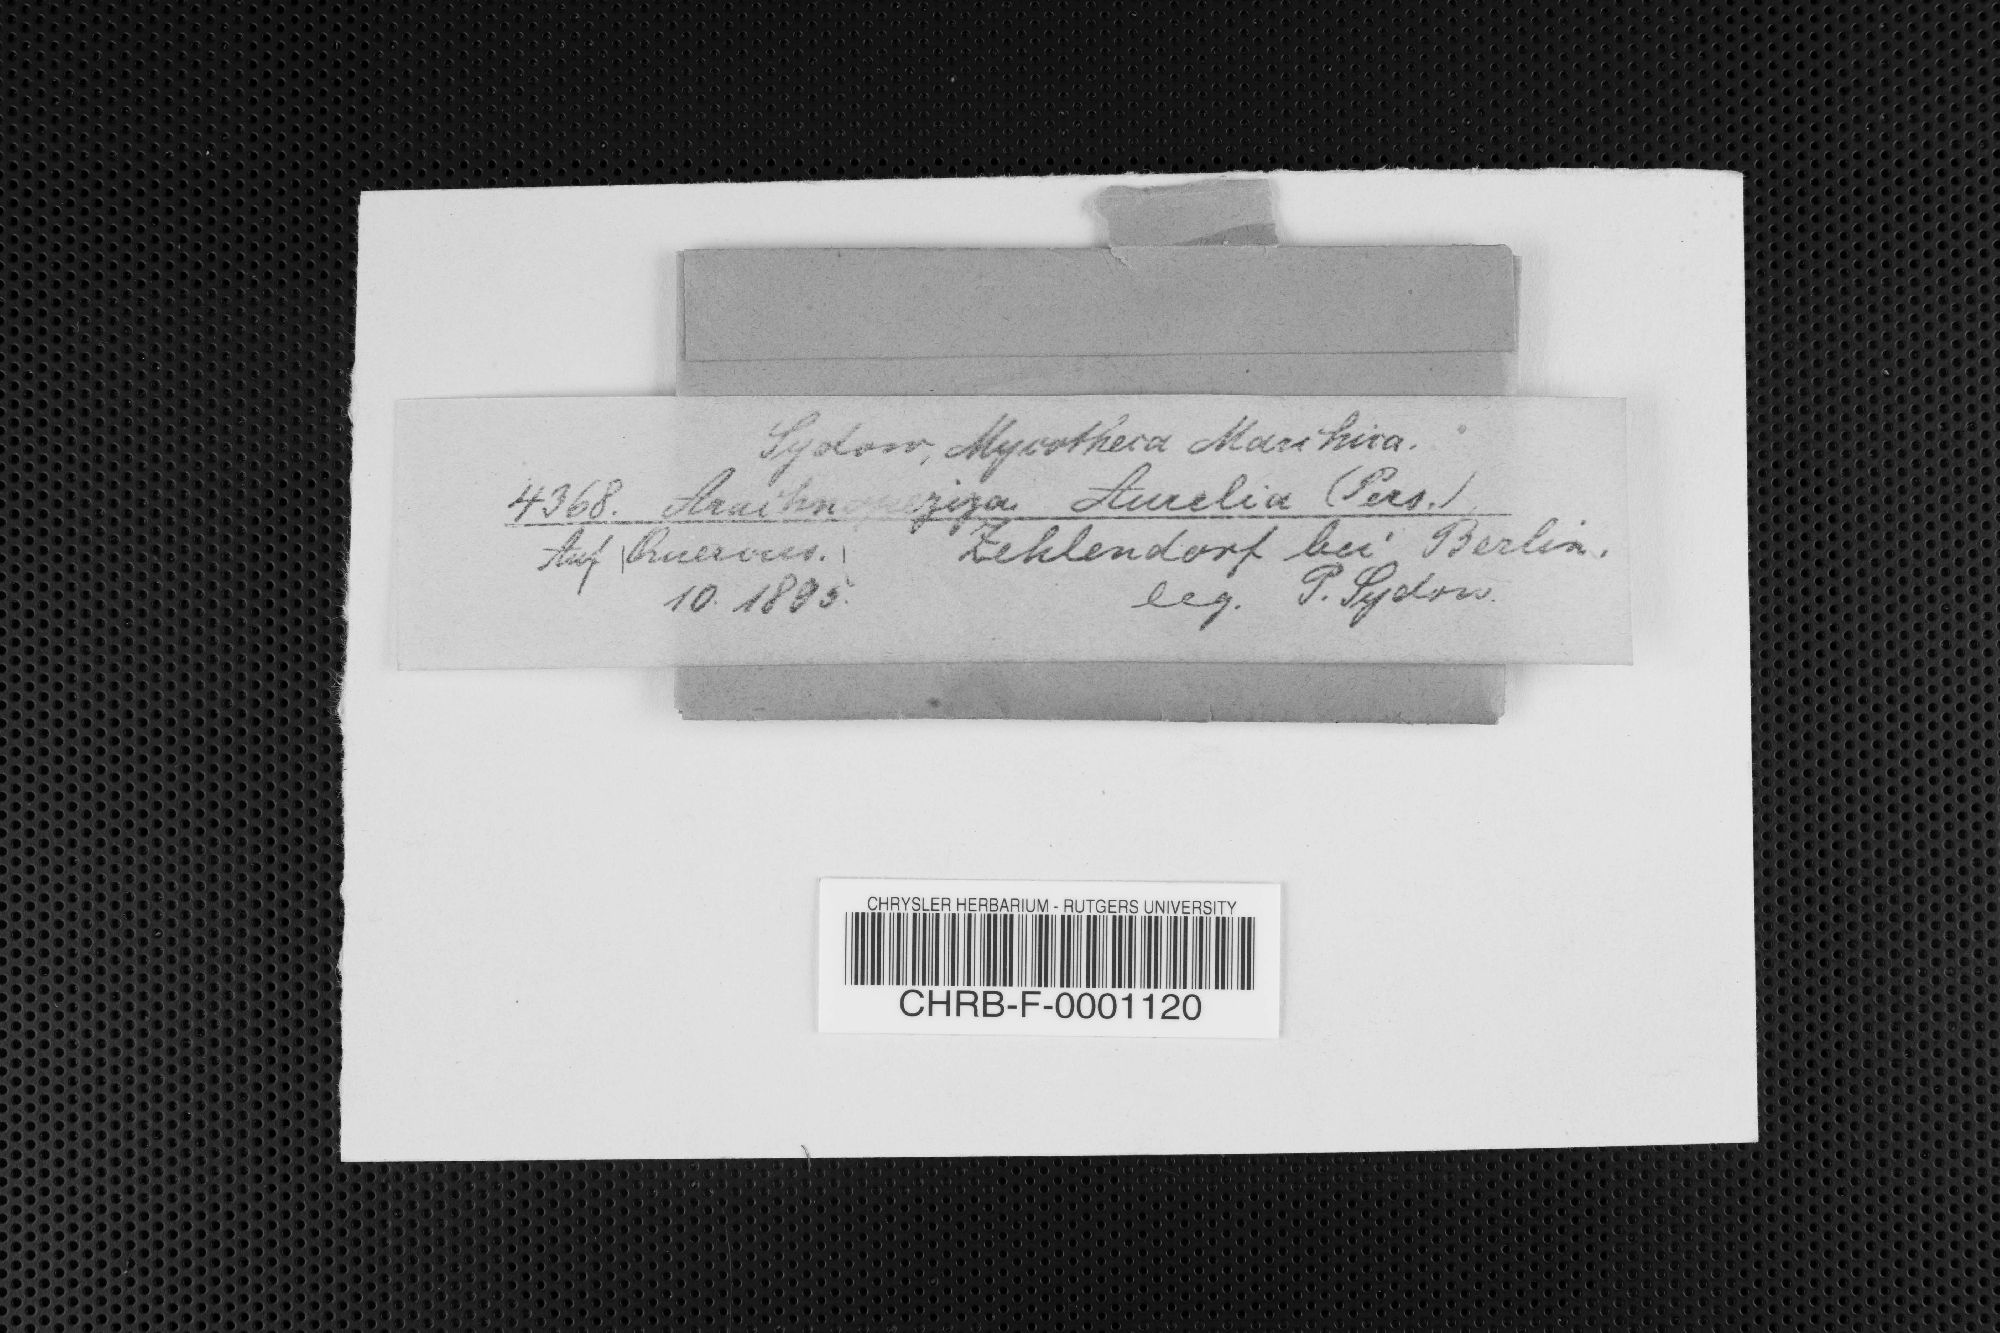 Sydow, Mycotheca Marchica.
4368. Arachnopeziza Aurelia (Pers.)
Auf Quercus. Zehlendorf bei Berlin.
10. 1895. leg. P. Sydow.
CHRYSLER HERBARIUM - RUTGERS UNIVERSITY
CHRB-F-0001120